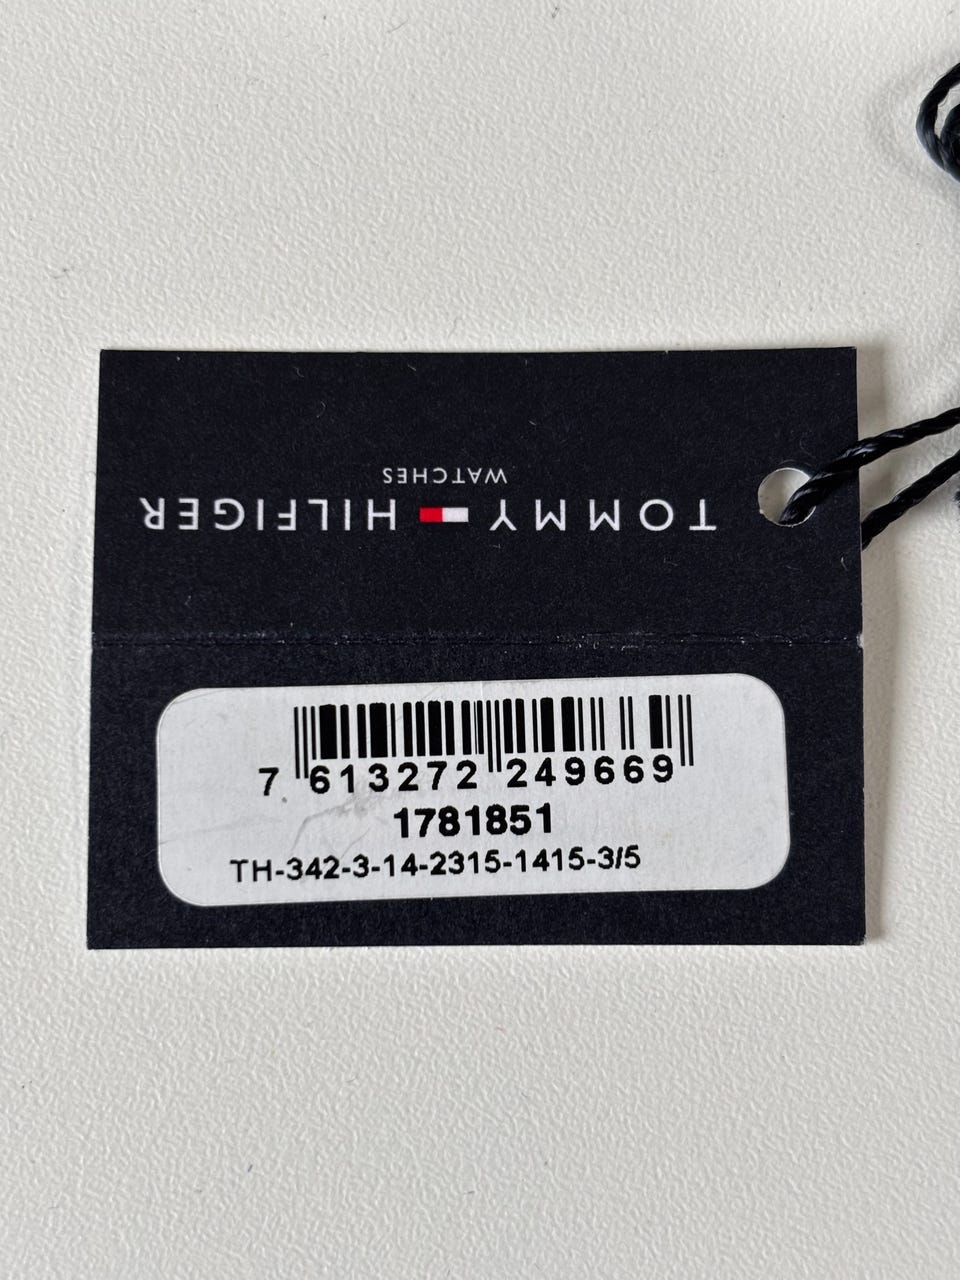 TOMMY HILFIGER
WATCHES
7 613272 249669
1781851
TH-342-3-14-2315-1415-3/5